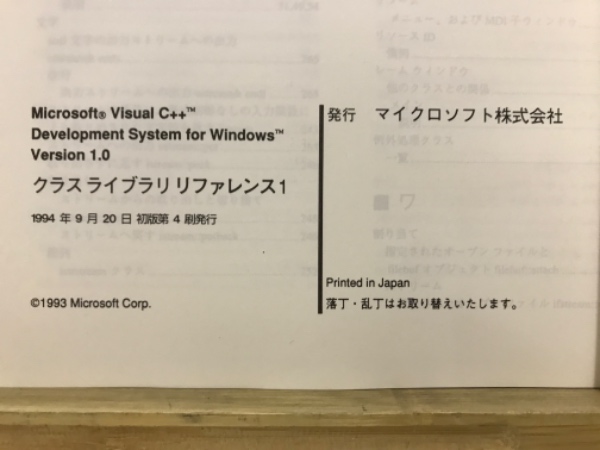 Microsoft® Visual C++™
Development System for Windows™
Version 1.0
クラス ライブラリ リファレンス1
1994 年 9 月 20 日 初版第 4 刷発行
©1993 Microsoft Corp.
発行 マイクロソフト株式会社
Printed in Japan
落丁・乱丁はお取り替えいたします。